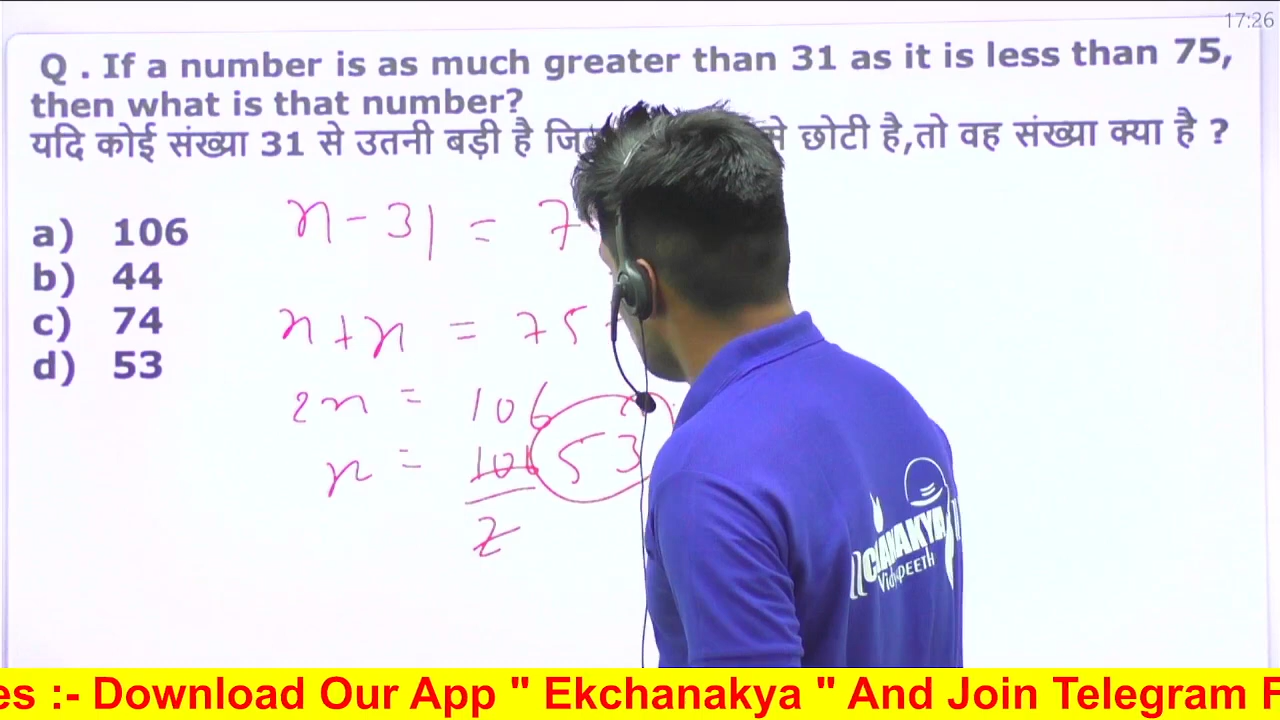 17:26
Q . If a number is as much greater than 31 as it is less than 75,
then what is that number?
यदि कोई संख्या 31 से उतनी बड़ी है से छोटी है,तो वह संख्या क्या है ?
a) 106
b) 44
c) 74
d) 53
n - 31 = 7
n + n = 75
2n = 106
n = 106 53
2
CHANAKYA
VidyaPEETH
es :- Download Our App " Ekchanakya " And Join Telegram F